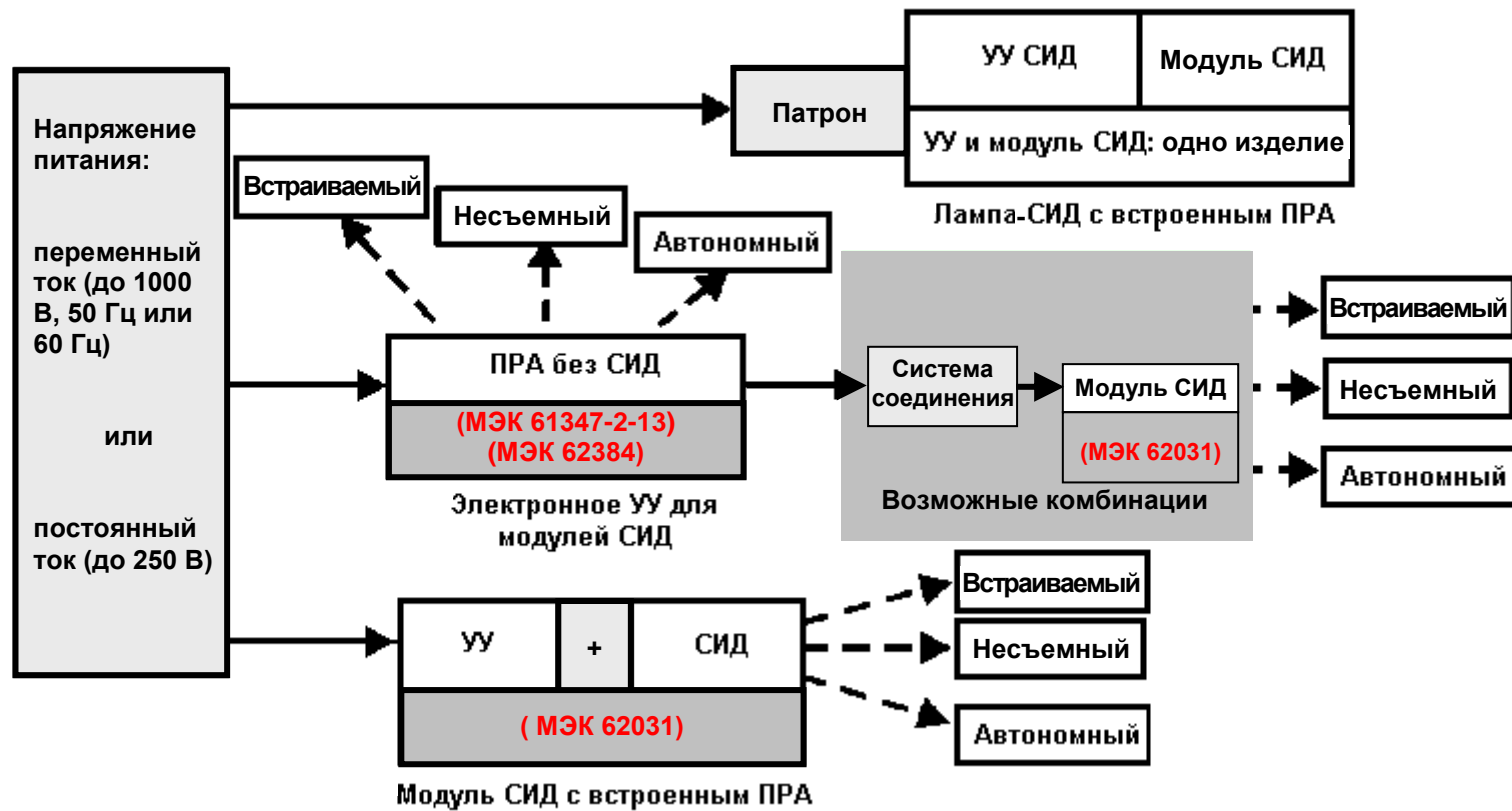 Напряжение
питания:
переменный
ток (до 1000
В, 50 Гц или
60 Гц)
или
постоянный
ток (до 250 В)
Патрон
УУ СИД
Модуль СИД
УУ и модуль СИД: одно изделие
Лампа-СИД с встроенным ПРА
Встраиваемый
Несъемный
Автономный
ПРА без СИД
(МЭК 61347-2-13)
(МЭК 62384)
Электронное УУ для
модулей СИД
Система
соединения
Модуль СИД
(МЭК 62031)
Возможные комбинации
Встраиваемый
Несъемный
Автономный
УУ
+
СИД
( МЭК 62031)
Модуль СИД с встроенным ПРА
Встраиваемый
Несъемный
Автономный